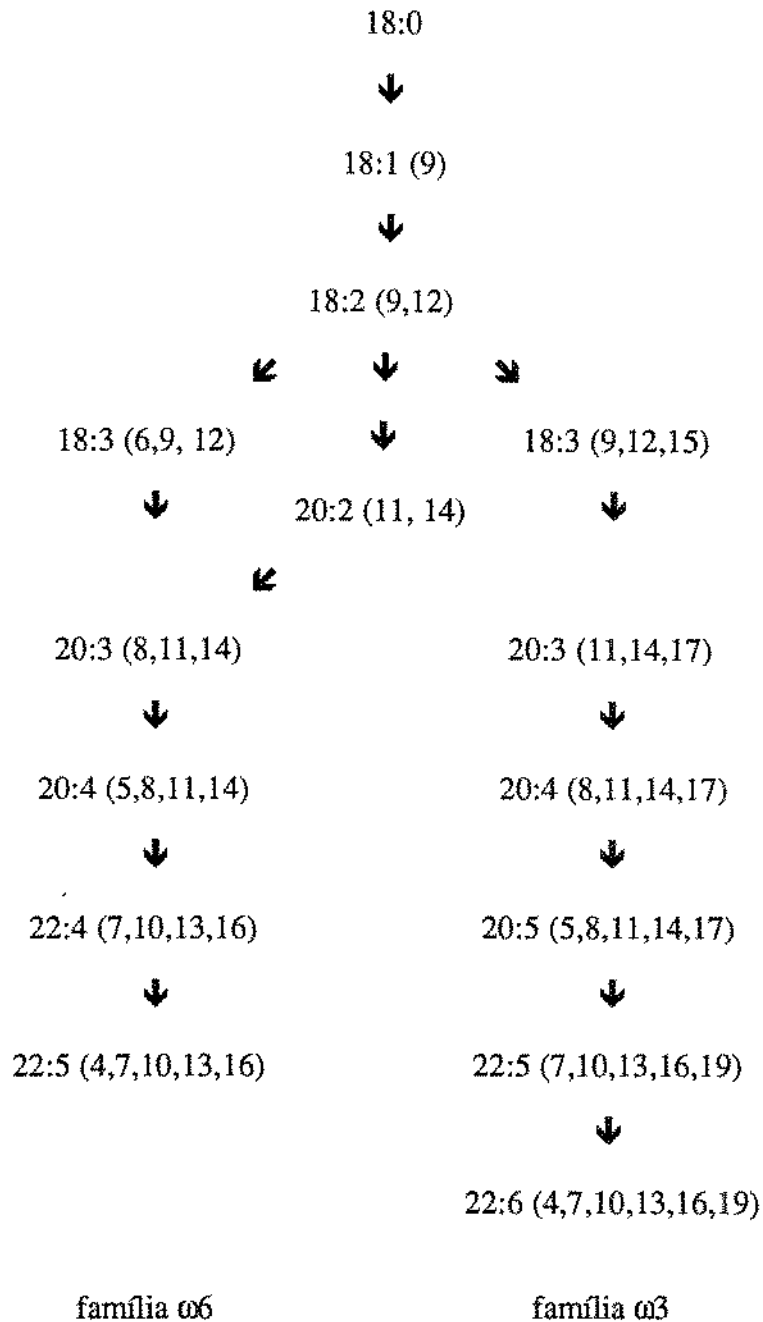 18:0
18:1 (9)
18:2 (9,12)
18:3 (6,9, 12) 18:3 (9,12,15)
20:2 (11, 14)
20:3 (8,11,14) 20:3 (11,14,17)
20:4 (5,8,11,14) 20:4 (8,11,14,17)
22:4 (7,10,13,16) 20:5 (5,8,11,14,17)
22:5 (4,7,10,13,16) 22:5 (7,10,13,16,19)
22:6 (4,7,10,13,16,19)
família ω6 família ω3